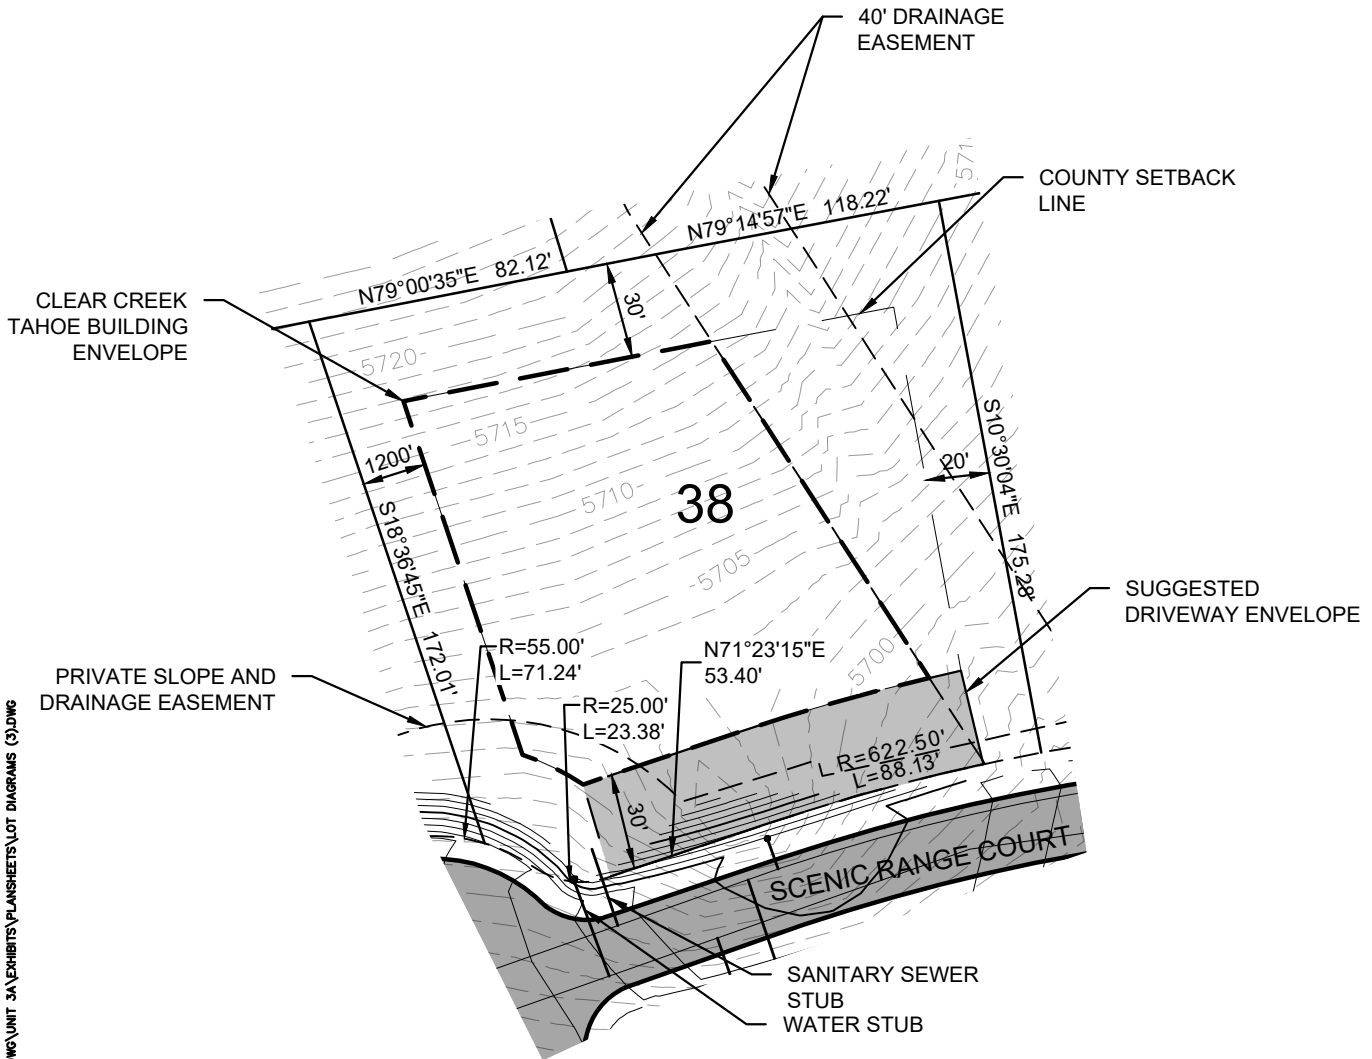 40' DRAINAGE
EASEMENT
COUNTY SETBACK
LINE
571
N79°14'57"E 118.22'
N79°00'35"E 82.12'
CLEAR CREEK
TAHOE BUILDING
ENVELOPE
30'
5720
5715
1200'
S10°30'04"E 175.28'
20'
5710
38
S18°36'45"E 172.01'
5705
SUGGESTED
DRIVEWAY ENVELOPE
R=55.00'
L=71.24'
N71°23'15"E
53.40'
5700
PRIVATE SLOPE AND
DRAINAGE EASEMENT
R=25.00'
L=23.38'
L R=622.50'
L=88.13'
30'
SCENIC RANGE COURT
SANITARY SEWER
STUB
WATER STUB
WG\UNIT 3A\EXHIBITS\PLANSHEETS\LOT DIAGRAMS (3).DWG